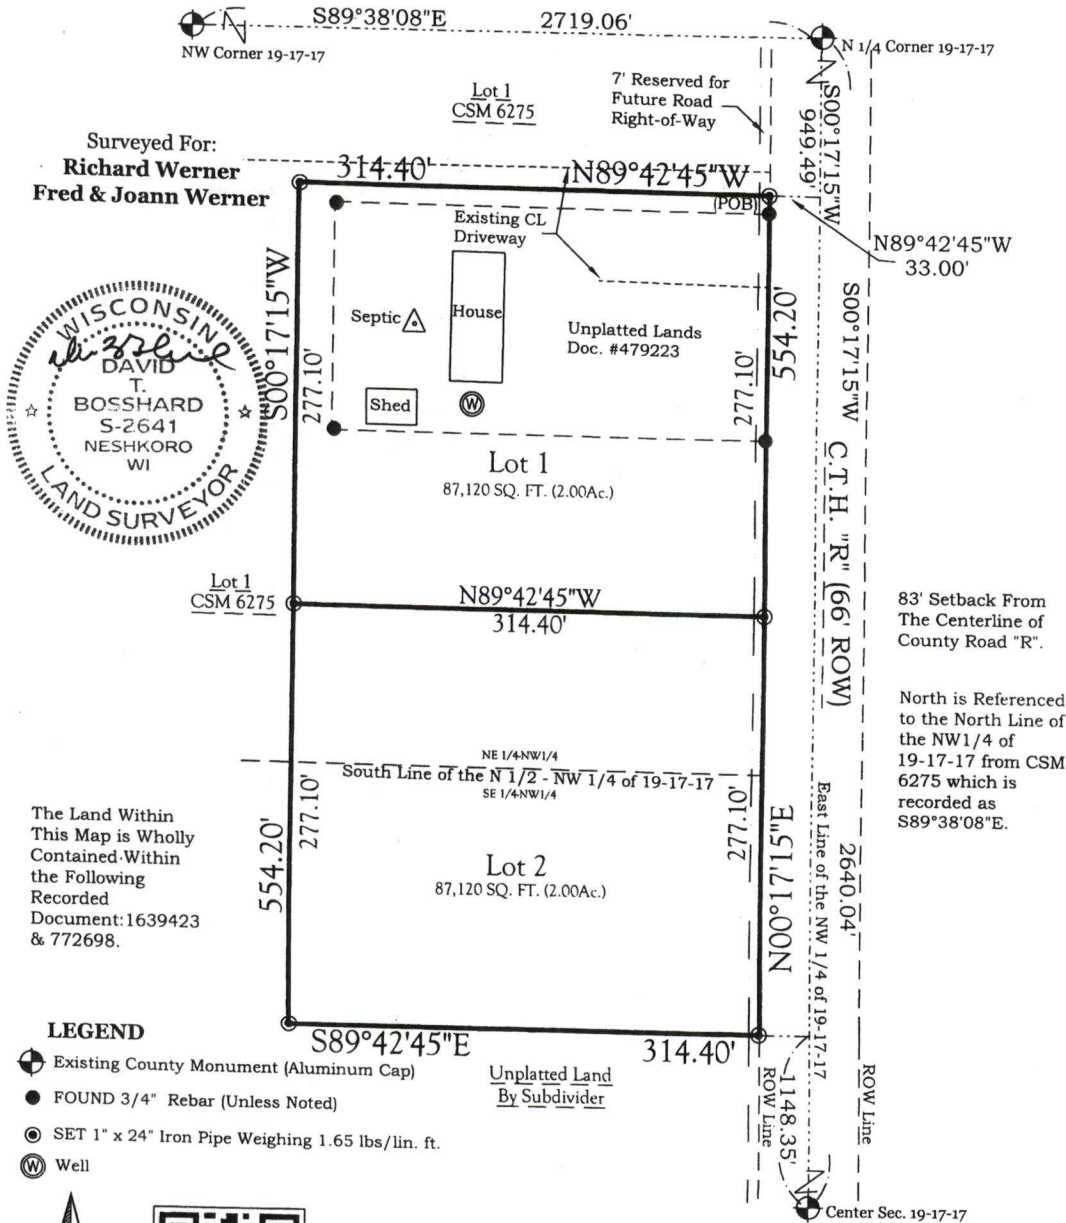 S89°38'08"E 2719.06'
NW Corner 19-17-17
N 1/4 Corner 19-17-17
7' Reserved for
Future Road
Right-of-Way
Lot 1
CSM 6275
S00°17'15"W
949.49'
Surveyed For:
Richard Werner
Fred & Joann Werner
314.40' N89°42'45"W
(POB)
N89°42'45"W
33.00'
Existing CL
Driveway
S00°17'15"W
277.10'
Septic
House
Shed
W
Unplatted Lands
Doc. #479223
277.10'
554.20'
S00°17'15"W
C.T.H. "R" (66' ROW)
WISCONSIN
DAVID
T.
BOSSHARD
S-2641
NESHKORO
WI
LAND SURVEYOR
Lot 1
87,120 SQ. FT. (2.00Ac.)
Lot 1
CSM 6275
N89°42'45"W
314.40'
83' Setback From
The Centerline of
County Road "R".
North is Referenced
to the North Line of
the NW1/4 of
19-17-17 from CSM
6275 which is
recorded as
S89°38'08"E.
NE 1/4-NW1/4
South Line of the N 1/2 - NW 1/4 of 19-17-17
SE 1/4-NW1/4
The Land Within
This Map is Wholly
Contained Within
the Following
Recorded
Document:1639423
& 772698.
554.20'
277.10'
Lot 2
87,120 SQ. FT. (2.00Ac.)
277.10'
N00°17'15"E
East Line of the NW 1/4 of 19-17-17
2640.04'
S89°42'45"E 314.40'
Unplatted Land
By Subdivider
ROW Line
1148.35'
ROW Line
Center Sec. 19-17-17
LEGEND
Existing County Monument (Aluminum Cap)
FOUND 3/4" Rebar (Unless Noted)
SET 1" x 24" Iron Pipe Weighing 1.65 lbs/lin. ft.
W Well